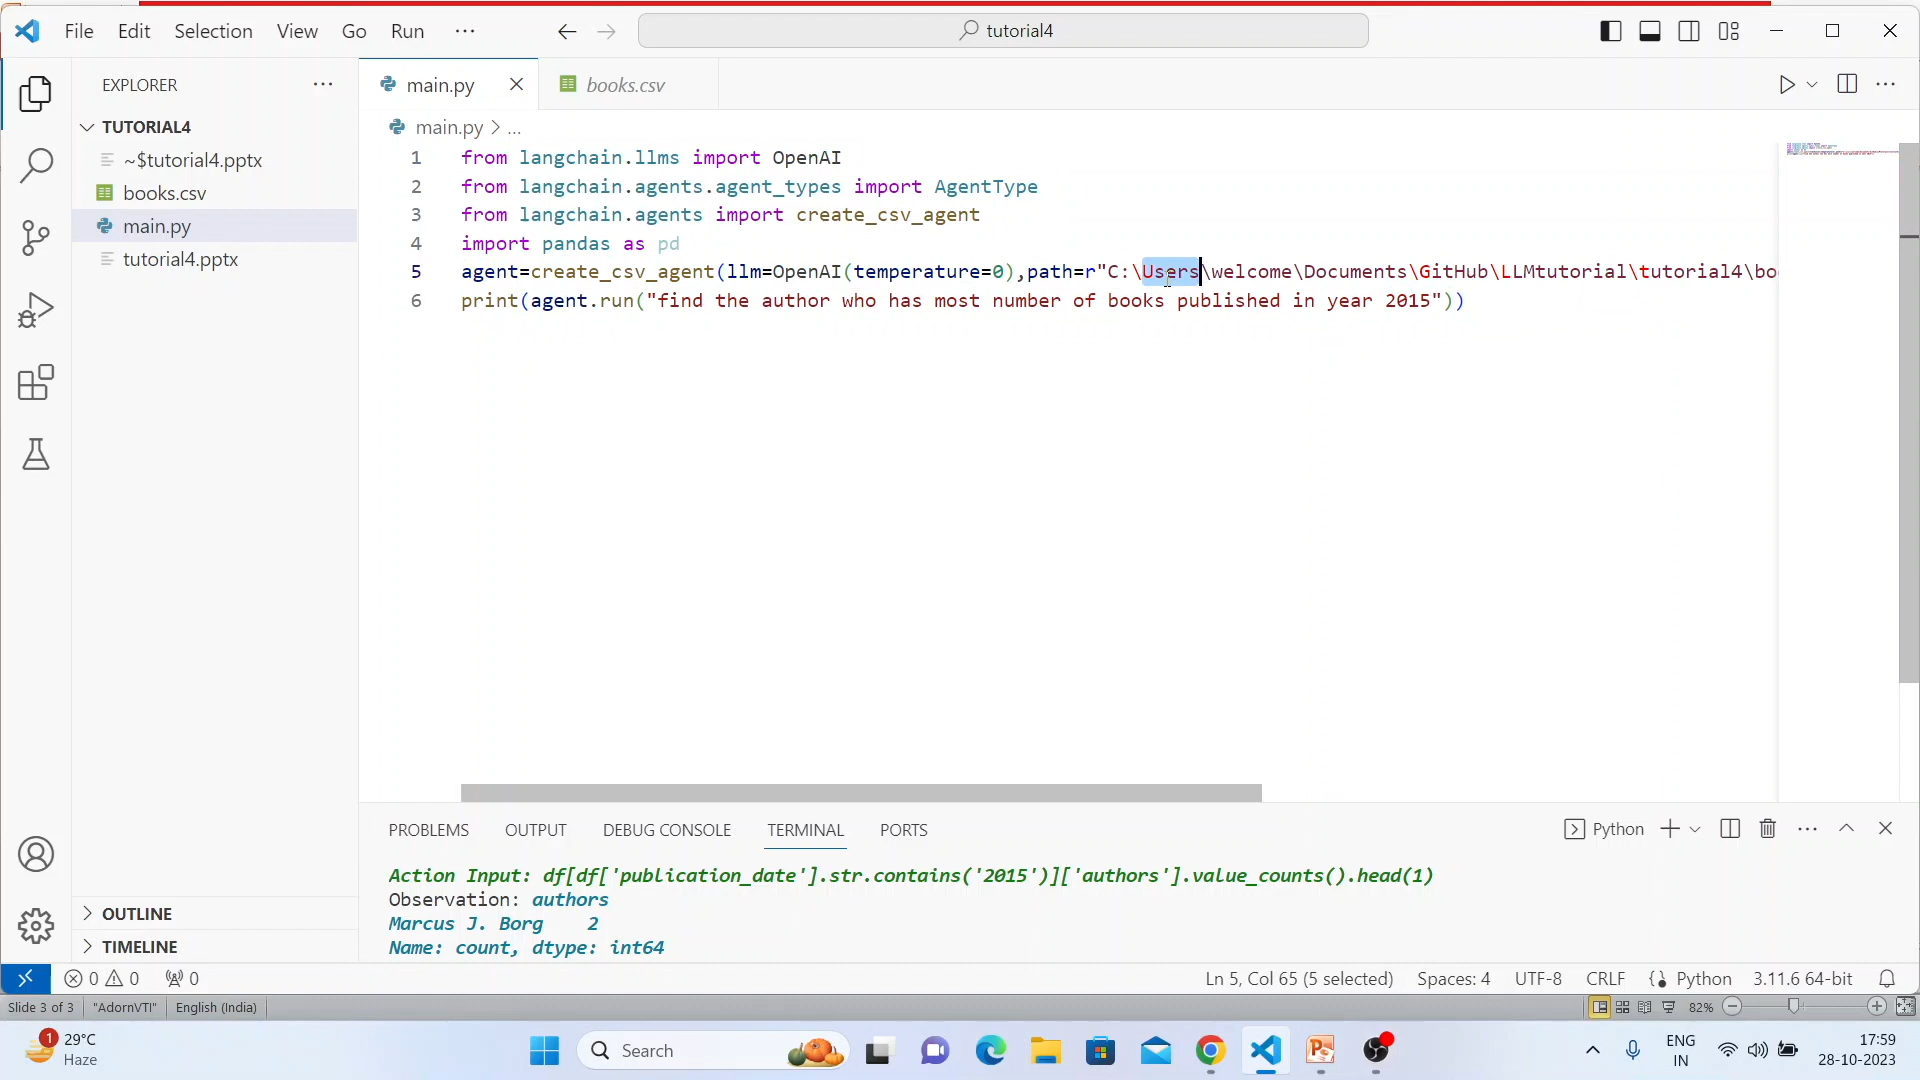 File Edit Selection View Go Run ··· tutorial4
EXPLORER ···
main.py books.csv
TUTORIAL4
~$tutorial4.pptx
books.csv
main.py
tutorial4.pptx
main.py > ...
1 from langchain.llms import OpenAI
2 from langchain.agents.agent_types import AgentType
3 from langchain.agents import create_csv_agent
4 import pandas as pd
5 agent=create_csv_agent(llm=OpenAI(temperature=0),path=r"C:\Users\welcome\Documents\GitHub\LLMtutorial\tutorial4\bo
6 print(agent.run("find the author who has most number of books published in year 2015"))
PROBLEMS OUTPUT DEBUG CONSOLE TERMINAL PORTS Python
Action Input: df[df['publication_date'].str.contains('2015')]['authors'].value_counts().head(1)
Observation: authors
Marcus J. Borg    2
Name: count, dtype: int64
OUTLINE
TIMELINE
0 0 0 Ln 5, Col 65 (5 selected) Spaces: 4 UTF-8 CRLF Python 3.11.6 64-bit
Slide 3 of 3 "AdornVTI" English (India) 82%
1 29°C
Haze
Search
ENG
IN
17:59
28-10-2023